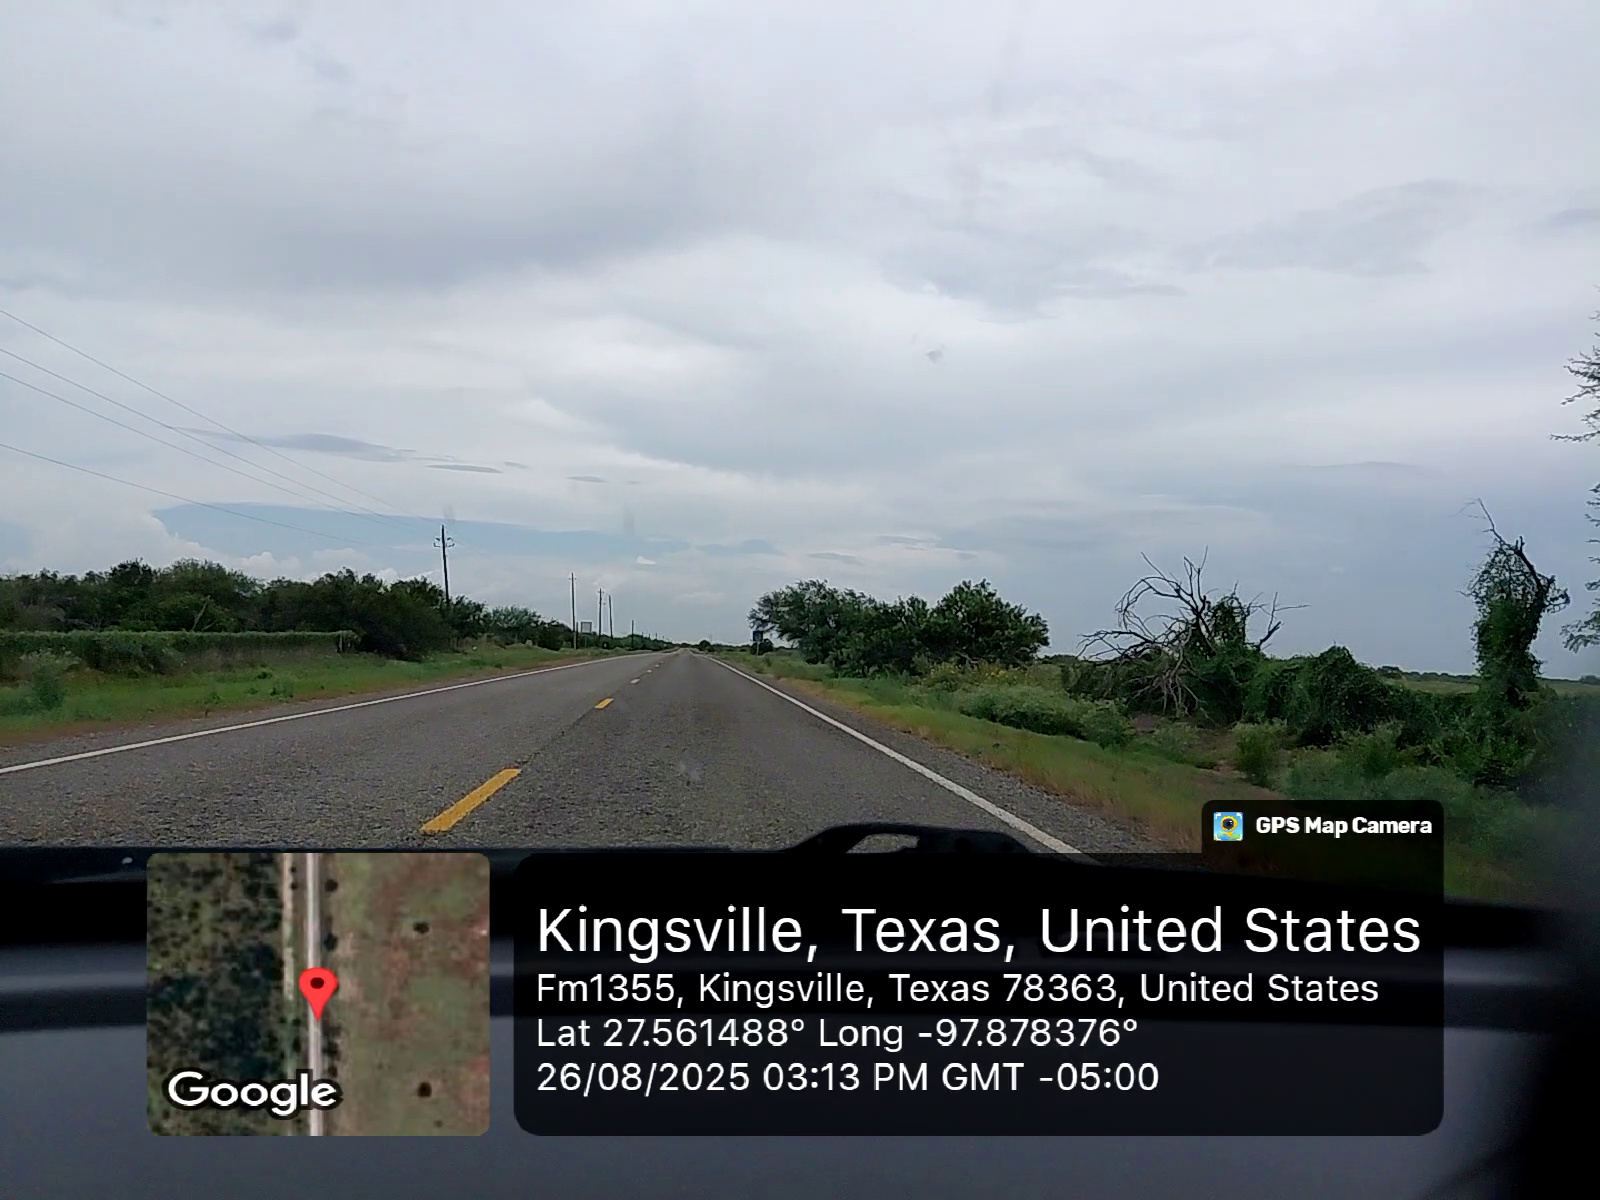 GPS Map Camera
Kingsville, Texas, United States
Fm1355, Kingsville, Texas 78363, United States
Lat 27.561488° Long -97.878376°
26/08/2025 03:13 PM GMT -05:00
Google